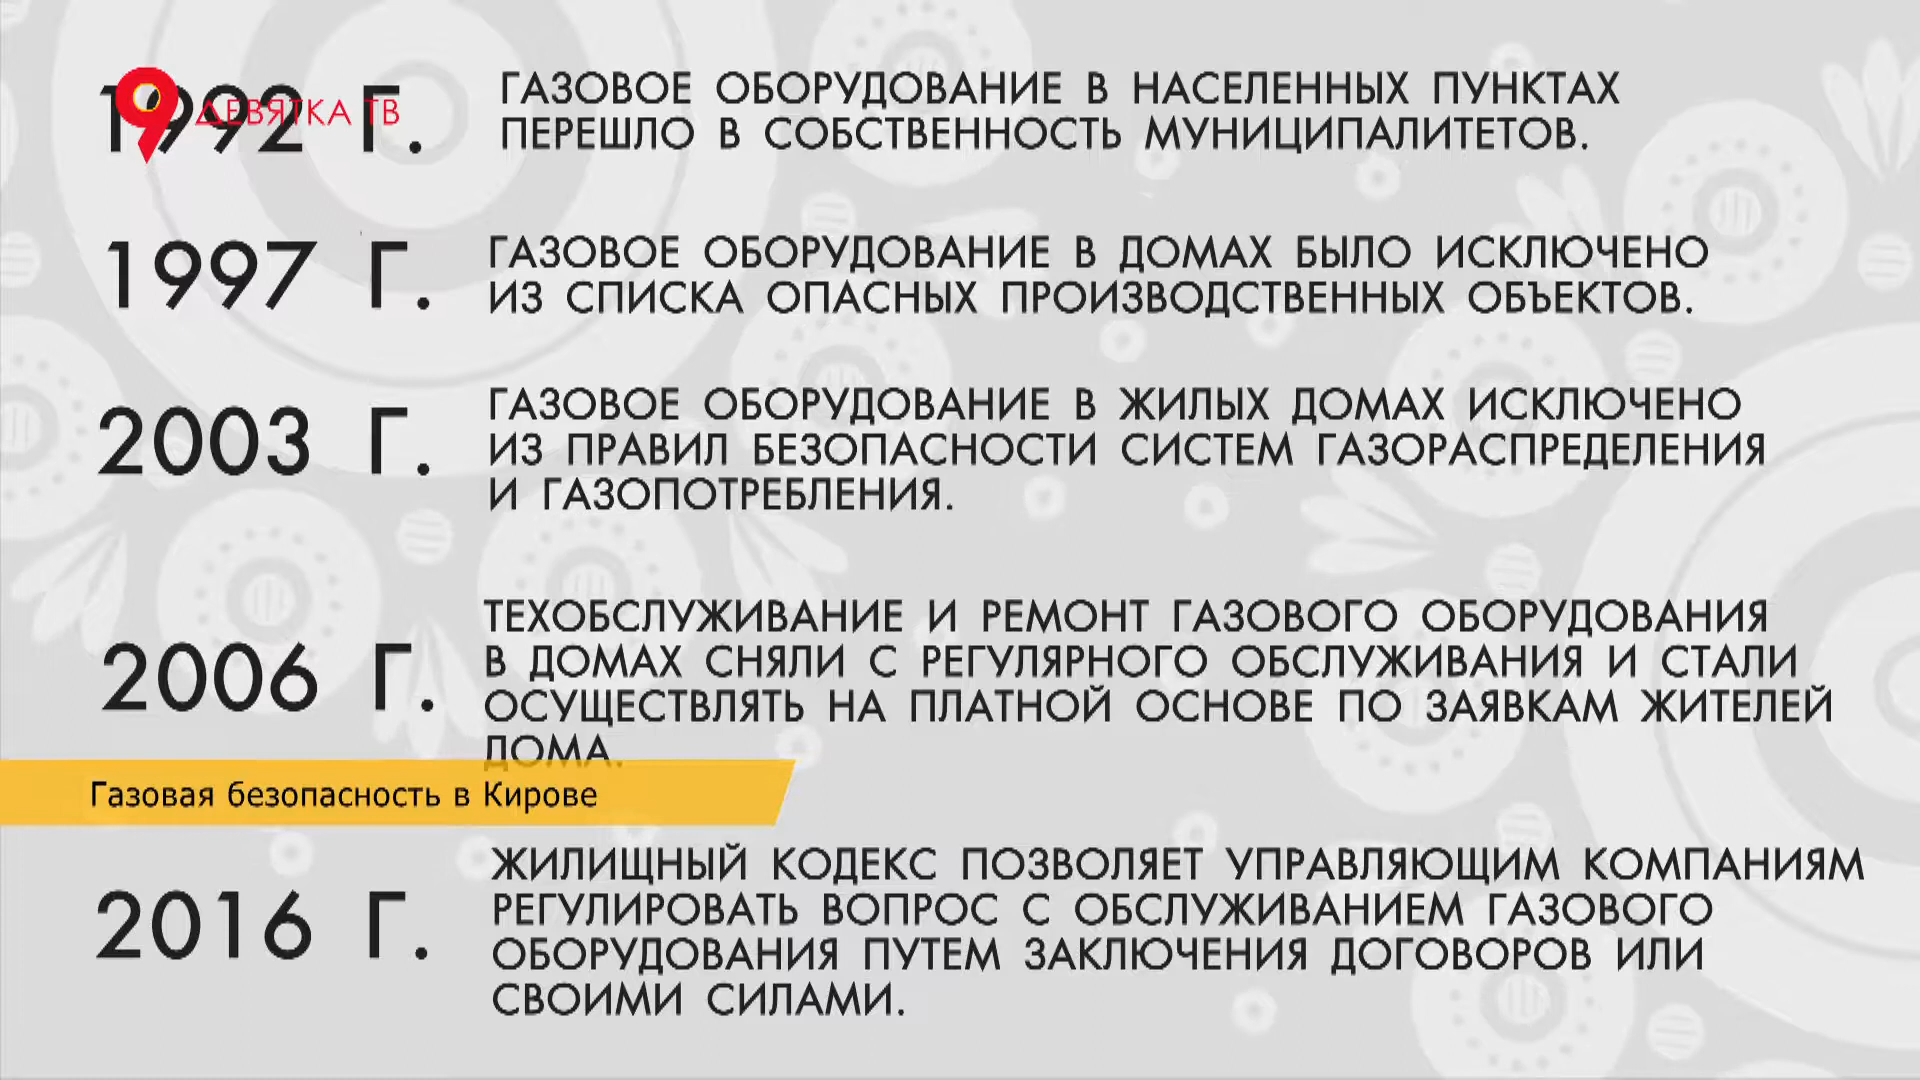 1992 Г.
ДЕВЯТКА ТВ
ГАЗОВОЕ ОБОРУДОВАНИЕ В НАСЕЛЕННЫХ ПУНКТАХ
ПЕРЕШЛО В СОБСТВЕННОСТЬ МУНИЦИПАЛИТЕТОВ.
1997 Г.
ГАЗОВОЕ ОБОРУДОВАНИЕ В ДОМАХ БЫЛО ИСКЛЮЧЕНО
ИЗ СПИСКА ОПАСНЫХ ПРОИЗВОДСТВЕННЫХ ОБЪЕКТОВ.
2003 Г.
ГАЗОВОЕ ОБОРУДОВАНИЕ В ЖИЛЫХ ДОМАХ ИСКЛЮЧЕНО
ИЗ ПРАВИЛ БЕЗОПАСНОСТИ СИСТЕМ ГАЗОРАСПРЕДЕЛЕНИЯ
И ГАЗОПОТРЕБЛЕНИЯ.
2006 Г.
ТЕХОБСЛУЖИВАНИЕ И РЕМОНТ ГАЗОВОГО ОБОРУДОВАНИЯ
В ДОМАХ СНЯЛИ С РЕГУЛЯРНОГО ОБСЛУЖИВАНИЯ И СТАЛИ
ОСУЩЕСТВЛЯТЬ НА ПЛАТНОЙ ОСНОВЕ ПО ЗАЯВКАМ ЖИТЕЛЕЙ
ДОМА.
Газовая безопасность в Кирове
2016 Г.
ЖИЛИЩНЫЙ КОДЕКС ПОЗВОЛЯЕТ УПРАВЛЯЮЩИМ КОМПАНИЯМ
РЕГУЛИРОВАТЬ ВОПРОС С ОБСЛУЖИВАНИЕМ ГАЗОВОГО
ОБОРУДОВАНИЯ ПУТЕМ ЗАКЛЮЧЕНИЯ ДОГОВОРОВ ИЛИ
СВОИМИ СИЛАМИ.